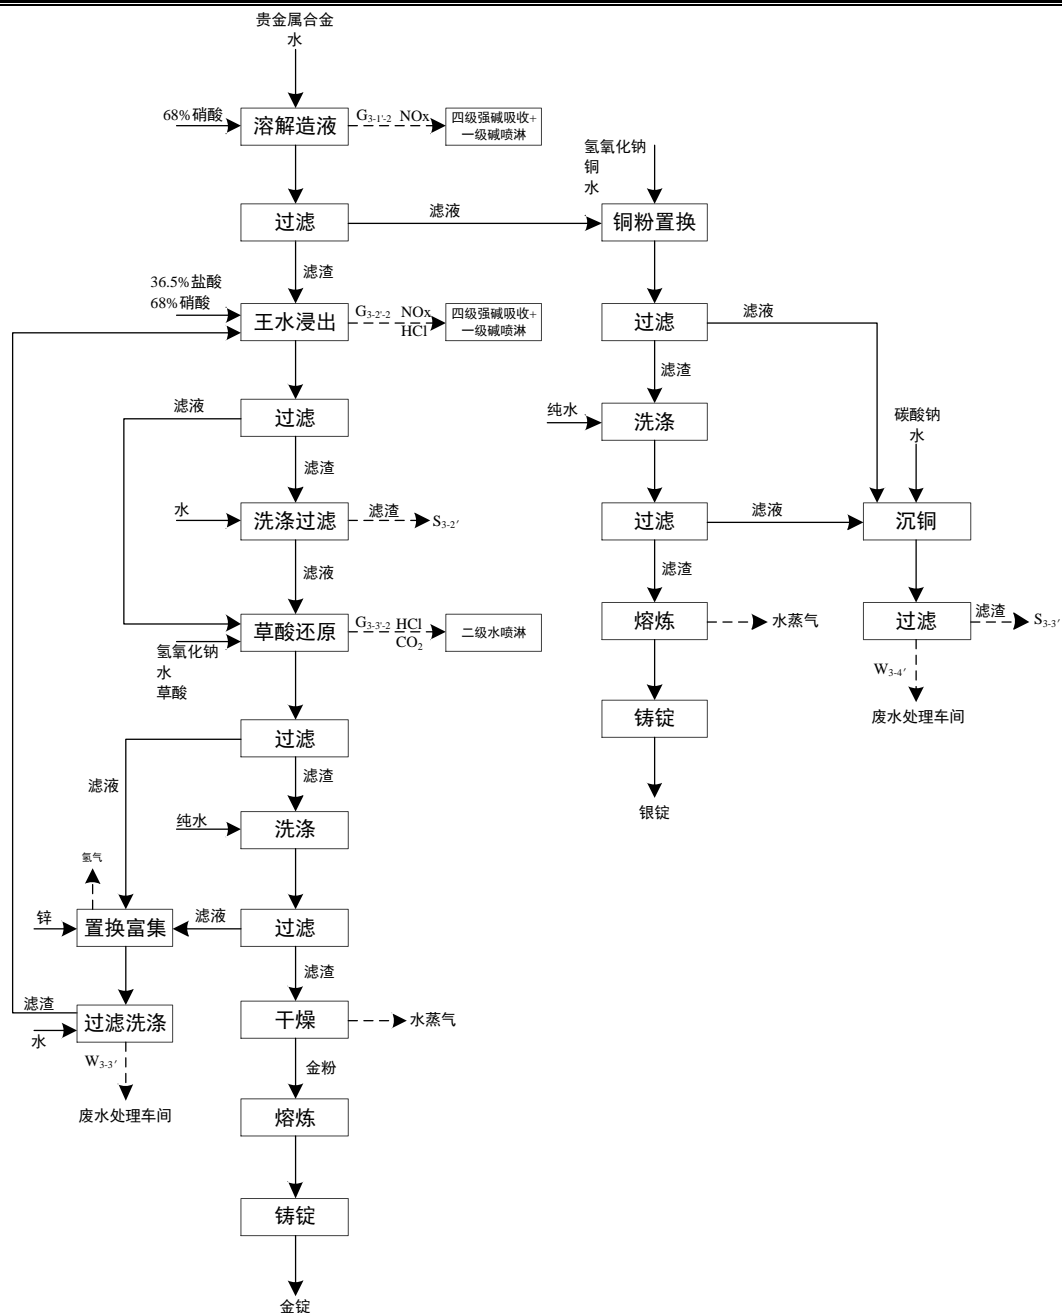 贵金属合金
水
68%硝酸
溶解造液
G3-1'-2 NOx
四级强碱吸收+
一级碱喷淋
氢氧化钠
铜
水
过滤
滤液
铜粉置换
滤渣
36.5%盐酸
68%硝酸
王水浸出
G3-2'-2 NOx
HCl
四级强碱吸收+
一级碱喷淋
过滤
滤液
滤渣
滤液
过滤
滤渣
纯水
洗涤
碳酸钠
水
水
洗涤过滤
滤渣
S3-2'
过滤
滤液
沉铜
滤液
滤渣
草酸还原
G3-3'-2 HCl
CO2
二级水喷淋
氢氧化钠
水
草酸
熔炼
水蒸气
过滤
滤渣
S3-3'
W3-4'
废水处理车间
过滤
铸锭
滤液
滤渣
纯水
洗涤
银锭
氢气
锌
置换富集
滤液
过滤
滤渣
滤渣
水
过滤洗涤
干燥
水蒸气
W3-3'
金粉
废水处理车间
熔炼
铸锭
金锭